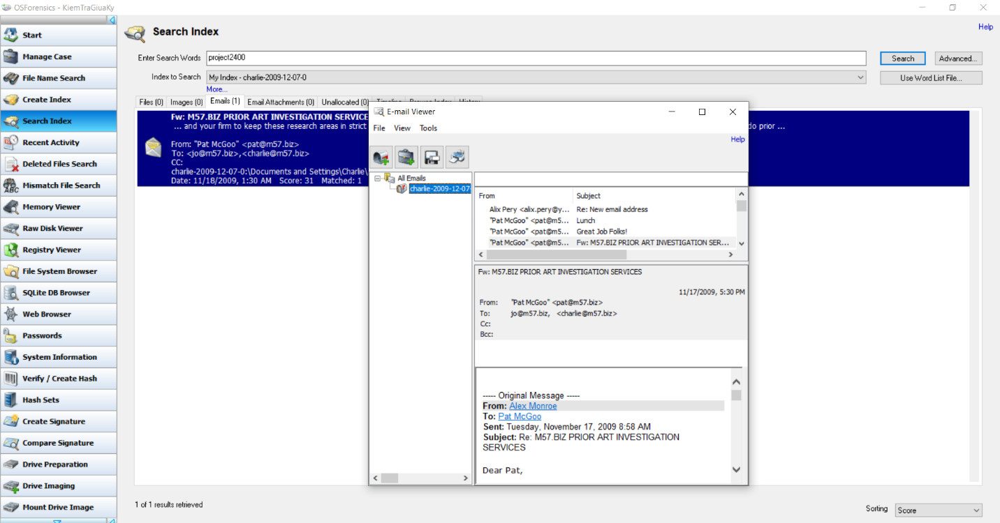 OSForensics - KiemTraGiuaKy
Start
Manage Case
File Name Search
Create Index
Search Index
Recent Activity
Deleted Files Search
Mismatch File Search
Memory Viewer
Raw Disk Viewer
Registry Viewer
File System Browser
SQLite DB Browser
Web Browser
Passwords
System Information
Verify / Create Hash
Hash Sets
Create Signature
Compare Signature
Drive Preparation
Drive Imaging
Mount Drive Image
Search Index
Help
Enter Search Words project2400
Search Advanced...
Index to Search My Index - charlie-2009-12-07-0
Use Word List File...
More...
Files (0) Images (0) Emails (1) Email Attachments (0) Unallocated (0) Timeline Browse Index History
Fw: M57.BIZ PRIOR ART INVESTIGATION SERVICE
... and your firm to keep these research areas in strict
do prior ...
From: "Pat McGoo" <pat@m57.biz>
To: <jo@m57.biz>,<charlie@m57.biz>
CC:
charlie-2009-12-07-0:\Documents and Settings\Charlie\
Date: 11/18/2009, 1:30 AM Score: 31 Matched: 1
E-mail Viewer
File View Tools
Help
All Emails
charlie-2009-12-07-
From Subject
Alix Pery <alix.pery@y... Re: New email address
"Pat McGoo" <pat@m5... Lunch
"Pat McGoo" <pat@m5... Great Job Folks!
"Pat McGoo" <pat@m5... Fw: M57.BIZ PRIOR ART INVESTIGATION SER...
Fw: M57.BIZ PRIOR ART INVESTIGATION SERVICES
11/17/2009, 5:30 PM
From: "Pat McGoo" <pat@m57.biz>
To: jo@m57.biz, <charlie@m57.biz>
Cc:
Bcc:
----- Original Message -----
From: Alex Monroe
To: Pat McGoo
Sent: Tuesday, November 17, 2009 8:58 AM
Subject: Re: M57.BIZ PRIOR ART INVESTIGATION
SERVICES
Dear Pat,
1 of 1 results retrieved
Sorting Score